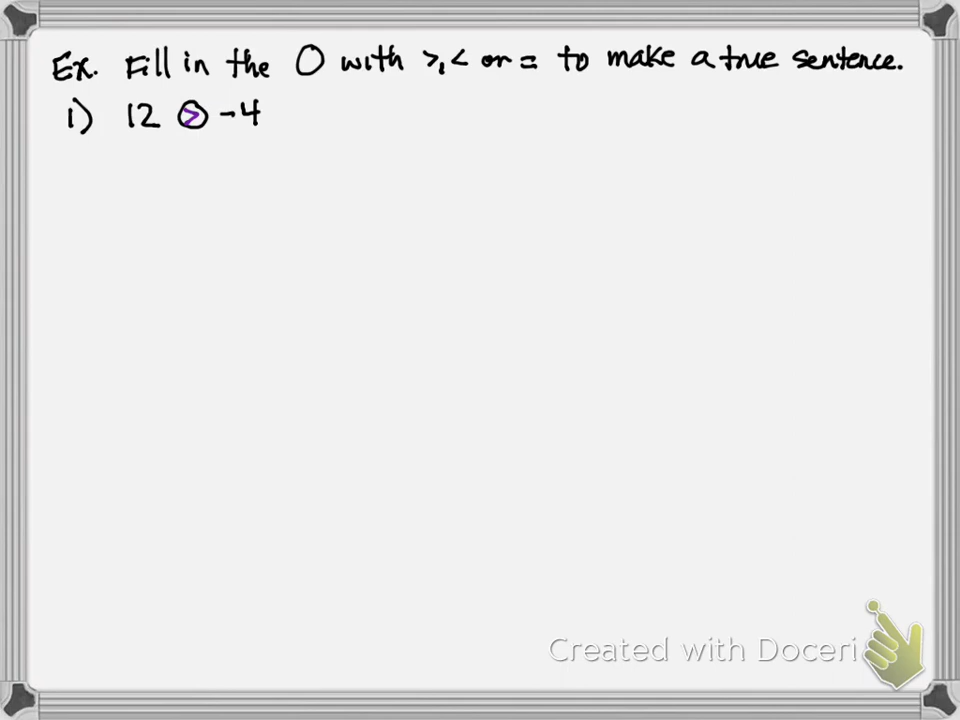 Ex. Fill in the O with >, < or = to make a true sentence.
1) 12 > -4
Created with Doceri